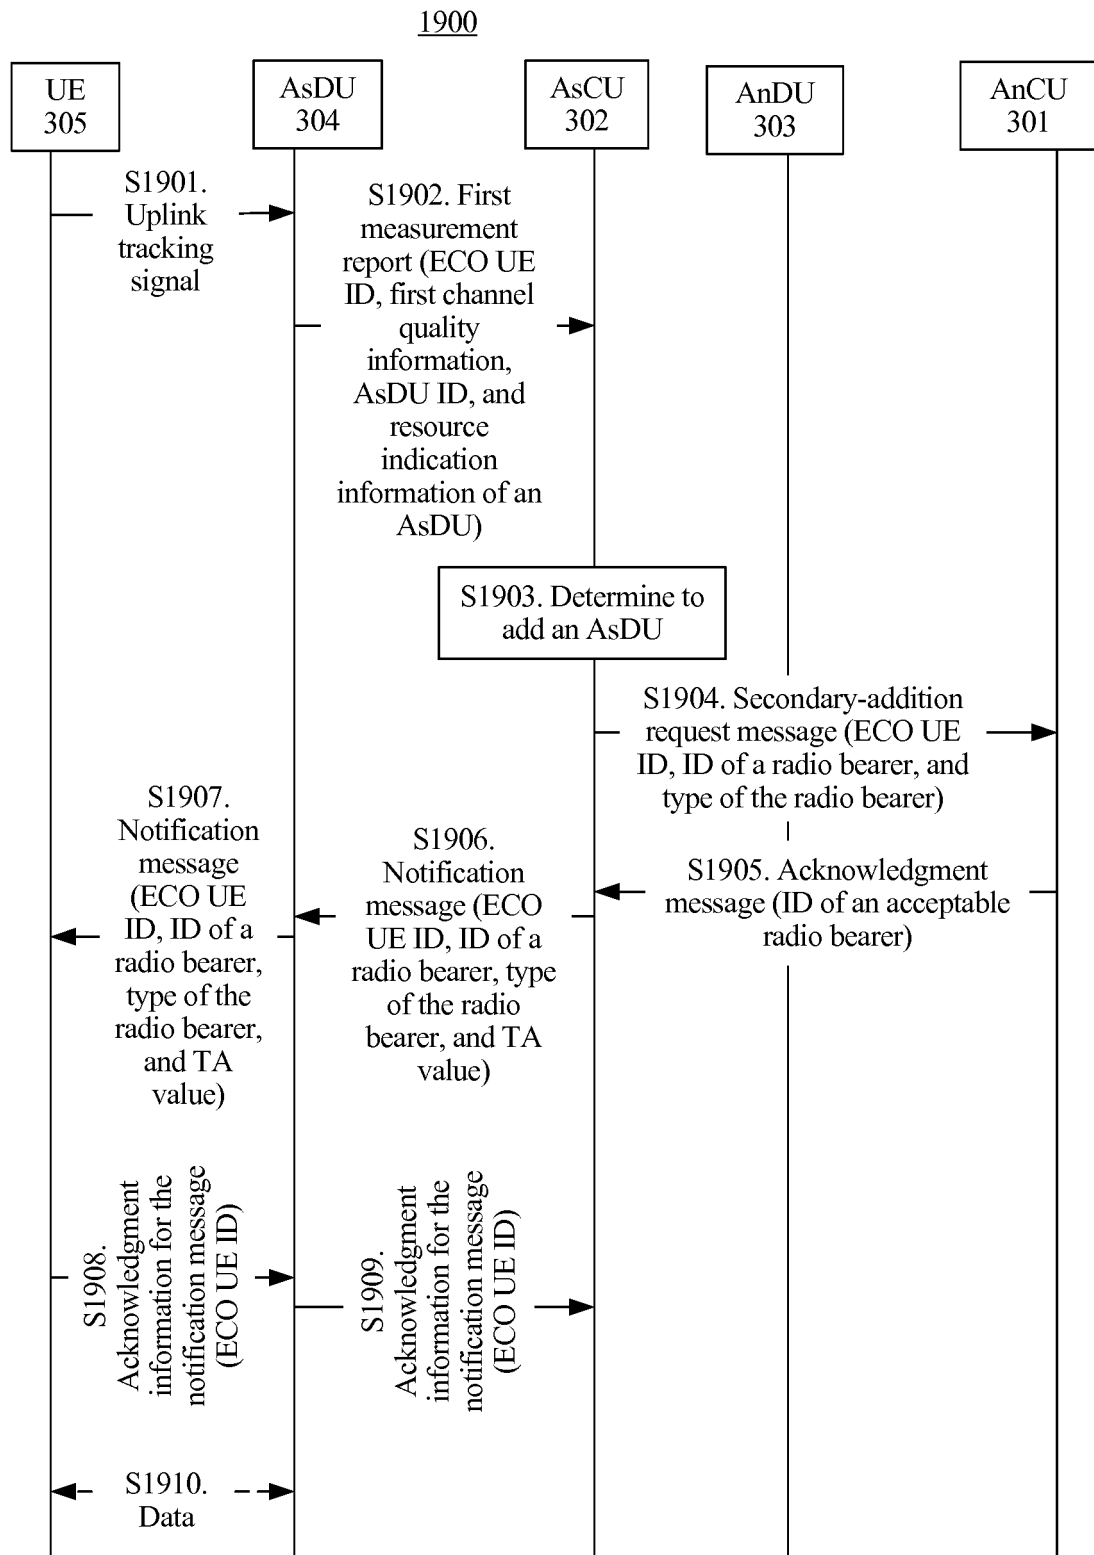 1900
UE
305
AsDU
304
AsCU
302
AnDU
303
AnCU
301
S1901.
Uplink
tracking
signal
S1902. First
measurement
report (ECO UE
ID, first channel
quality
information,
AsDU ID, and
resource
indication
information of an
AsDU)
S1903. Determine to
add an AsDU
S1904. Secondary-addition
request message (ECO UE
ID, ID of a radio bearer, and
type of the radio bearer)
S1905. Acknowledgment
message (ID of an acceptable
radio bearer)
S1906.
Notification
message (ECO
UE ID, ID of a
radio bearer, type
of the radio
bearer, and TA
value)
S1907.
Notification
message
(ECO UE
ID, ID of a
radio bearer,
type of the
radio bearer,
and TA
value)
S1908.
Acknowledgment
information for the
notification message
(ECO UE ID)
S1909.
Acknowledgment
information for the
notification message
(ECO UE ID)
S1910.
Data